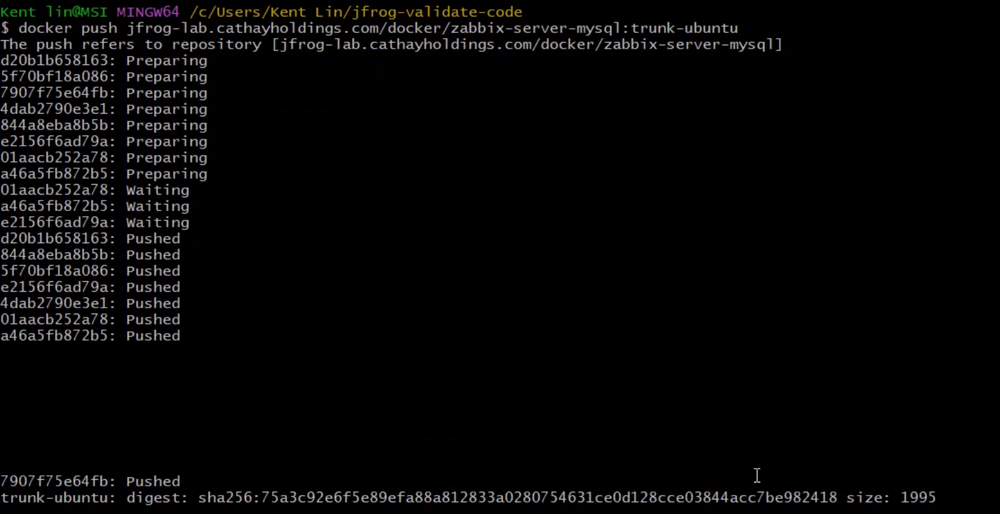 Kent lin@MSI MINGW64 /c/Users/Kent Lin/jfrog-validate-code
$ docker push jfrog-lab.cathayholdings.com/docker/zabbix-server-mysql:trunk-ubuntu
The push refers to repository [jfrog-lab.cathayholdings.com/docker/zabbix-server-mysql]
d20b1b658163: Preparing
5f70bf18a086: Preparing
7907f75e64fb: Preparing
4dab2790e3e1: Preparing
844a8eba8b5b: Preparing
e2156f6ad79a: Preparing
01aacb252a78: Preparing
a46a5fb872b5: Preparing
01aacb252a78: Waiting
a46a5fb872b5: Waiting
e2156f6ad79a: Waiting
d20b1b658163: Pushed
844a8eba8b5b: Pushed
5f70bf18a086: Pushed
e2156f6ad79a: Pushed
4dab2790e3e1: Pushed
01aacb252a78: Pushed
a46a5fb872b5: Pushed
7907f75e64fb: Pushed
trunk-ubuntu: digest: sha256:75a3c92e6f5e89efa88a812833a0280754631ce0d128cce03844acc7be982418 size: 1995